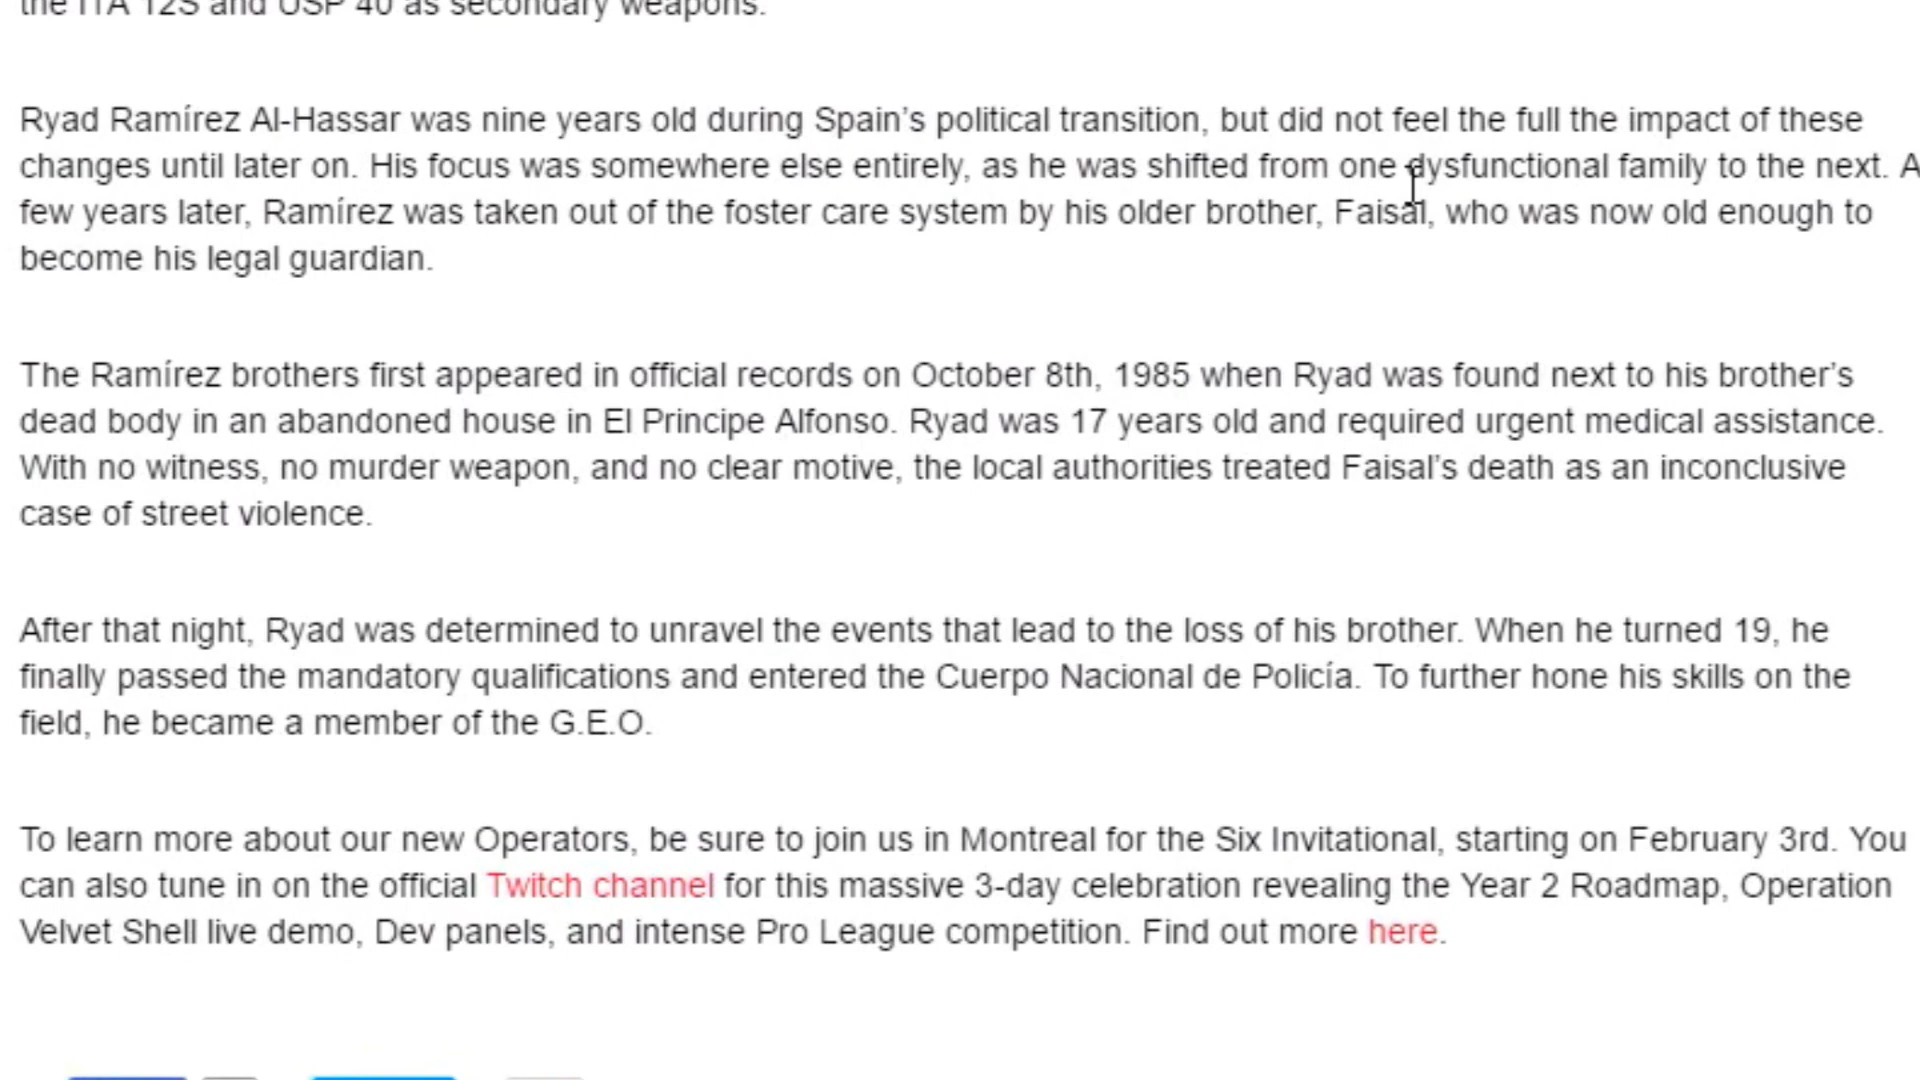 the ITA 12S and USP 40 as secondary weapons.
Ryad Ramírez Al-Hassar was nine years old during Spain’s political transition, but did not feel the full the impact of these
changes until later on. His focus was somewhere else entirely, as he was shifted from one dysfunctional family to the next. A
few years later, Ramírez was taken out of the foster care system by his older brother, Faisal, who was now old enough to
become his legal guardian.
The Ramírez brothers first appeared in official records on October 8th, 1985 when Ryad was found next to his brother’s
dead body in an abandoned house in El Principe Alfonso. Ryad was 17 years old and required urgent medical assistance.
With no witness, no murder weapon, and no clear motive, the local authorities treated Faisal’s death as an inconclusive
case of street violence.
After that night, Ryad was determined to unravel the events that lead to the loss of his brother. When he turned 19, he
finally passed the mandatory qualifications and entered the Cuerpo Nacional de Policía. To further hone his skills on the
field, he became a member of the G.E.O.
To learn more about our new Operators, be sure to join us in Montreal for the Six Invitational, starting on February 3rd. You
can also tune in on the official Twitch channel for this massive 3-day celebration revealing the Year 2 Roadmap, Operation
Velvet Shell live demo, Dev panels, and intense Pro League competition. Find out more here.